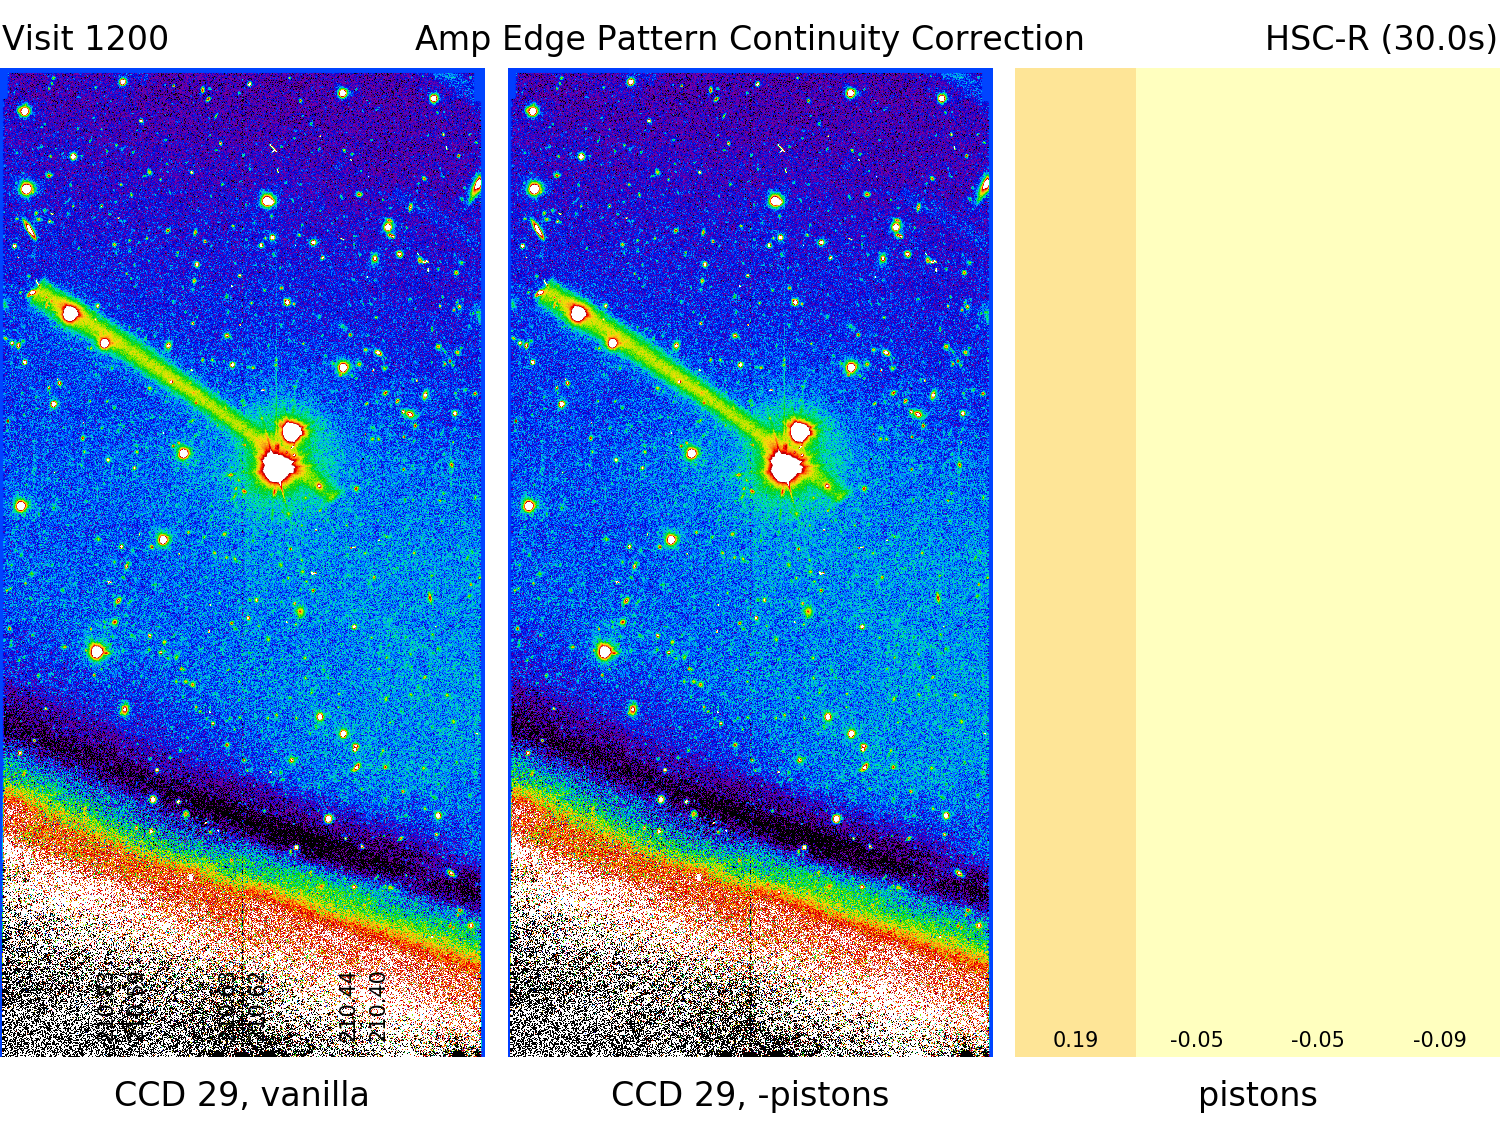 Visit 1200
Amp Edge Pattern Continuity Correction
HSC-R (30.0s)
210.44
210.40
0.19
-0.05
-0.05
-0.09
CCD 29, vanilla
CCD 29, -pistons
pistons